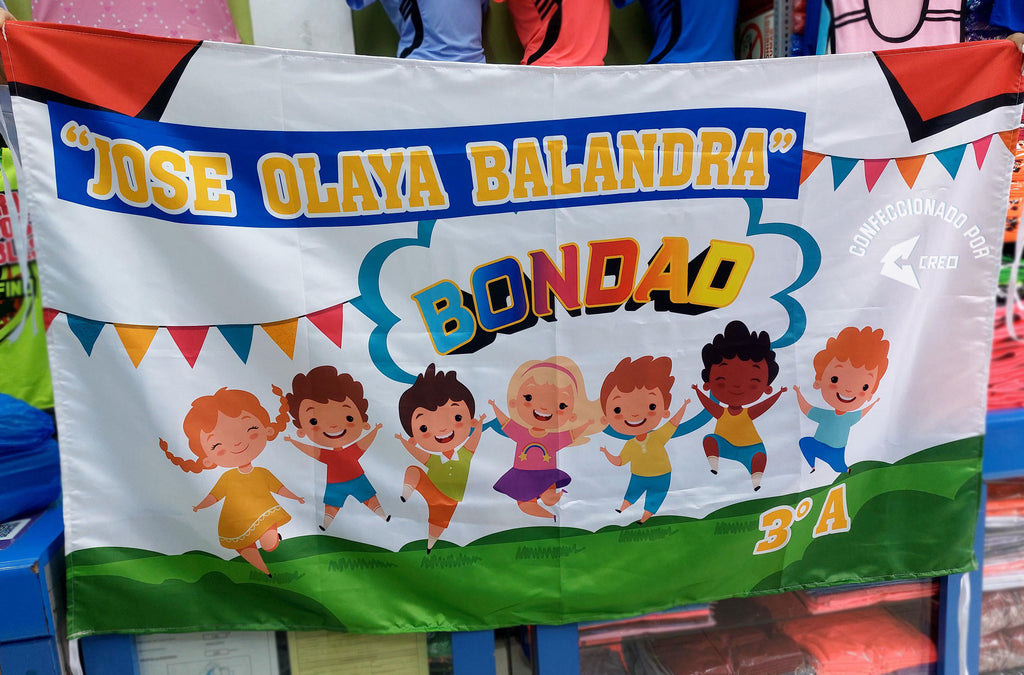 “JOSE OLAYA BALANDRA”
BONDAD
CONFECCIONADO POR
CREO
3° A